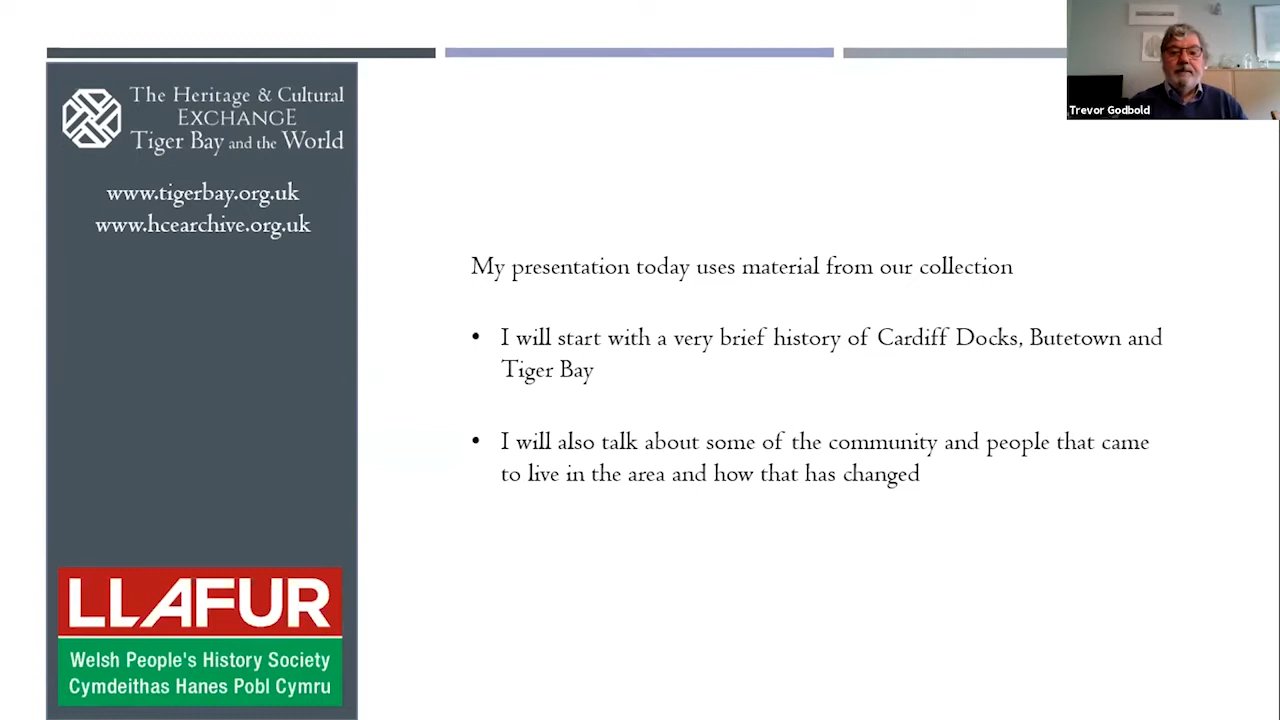 The Heritage & Cultural
EXCHANGE
Tiger Bay and the World
www.tigerbay.org.uk
www.hcearchive.org.uk
LLAFUR
Welsh People's History Society
Cymdeithas Hanes Pobl Cymru
My presentation today uses material from our collection
• I will start with a very brief history of Cardiff Docks, Butetown and
Tiger Bay
• I will also talk about some of the community and people that came
to live in the area and how that has changed
Trevor Godbold